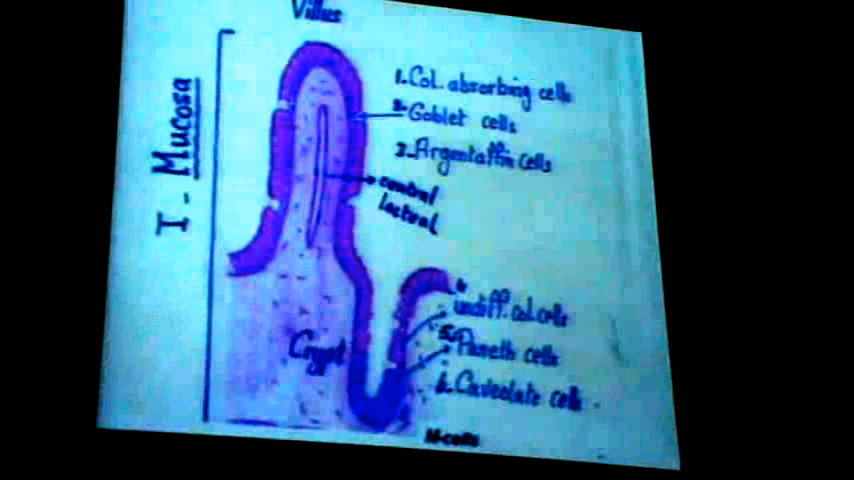 Villus
I - Mucosa
1. Col. absorbing cells
2. Goblet cells
3. Argentaffin cells
central
lacteal
4.
undiff. col. cells
5. Paneth cells
Crypt
6. Caveolate cells
M-cells